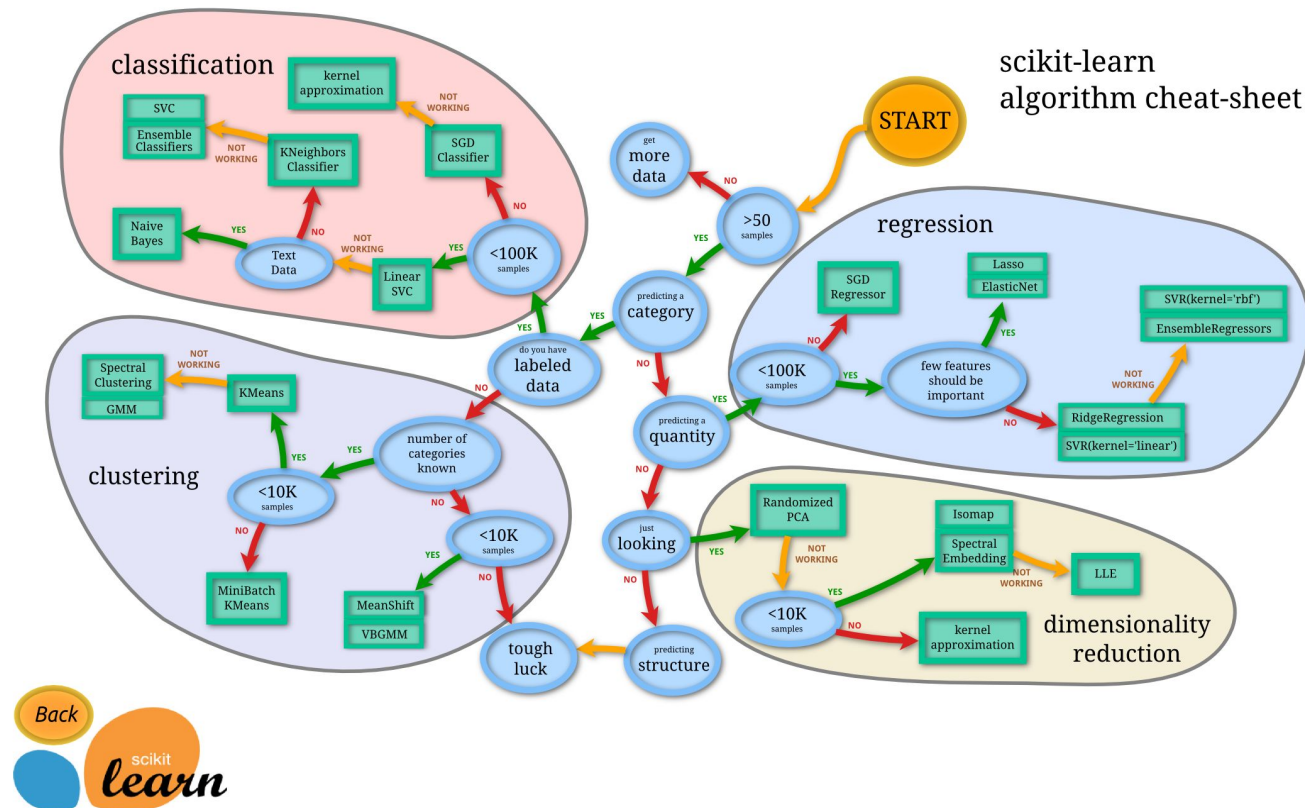 scikit-learn
algorithm cheat-sheet
START
get
more
data
NO
>50
samples
YES
predicting a
category
YES
NO
do you have
labeled
data
YES
NO
predicting a
quantity
YES
NO
just
looking
YES
NO
predicting
structure
tough
luck
classification
kernel
approximation
NOT
WORKING
SGD
Classifier
NO
<100K
samples
YES
Linear
SVC
NOT
WORKING
Text
Data
YES
NO
Naive
Bayes
KNeighbors
Classifier
NOT
WORKING
SVC
Ensemble
Classifiers
regression
<100K
samples
NO
SGD
Regressor
YES
few features
should be
important
YES
Lasso
ElasticNet
NO
RidgeRegression
SVR(kernel='linear')
NOT
WORKING
SVR(kernel='rbf')
EnsembleRegressors
clustering
number of
categories
known
YES
NO
<10K
samples
YES
KMeans
NOT
WORKING
Spectral
Clustering
GMM
NO
MiniBatch
KMeans
<10K
samples
YES
MeanShift
VBGMM
NO
dimensionality
reduction
Randomized
PCA
NOT
WORKING
<10K
samples
YES
Isomap
Spectral
Embedding
NOT
WORKING
LLE
NO
kernel
approximation
Back
scikit
learn